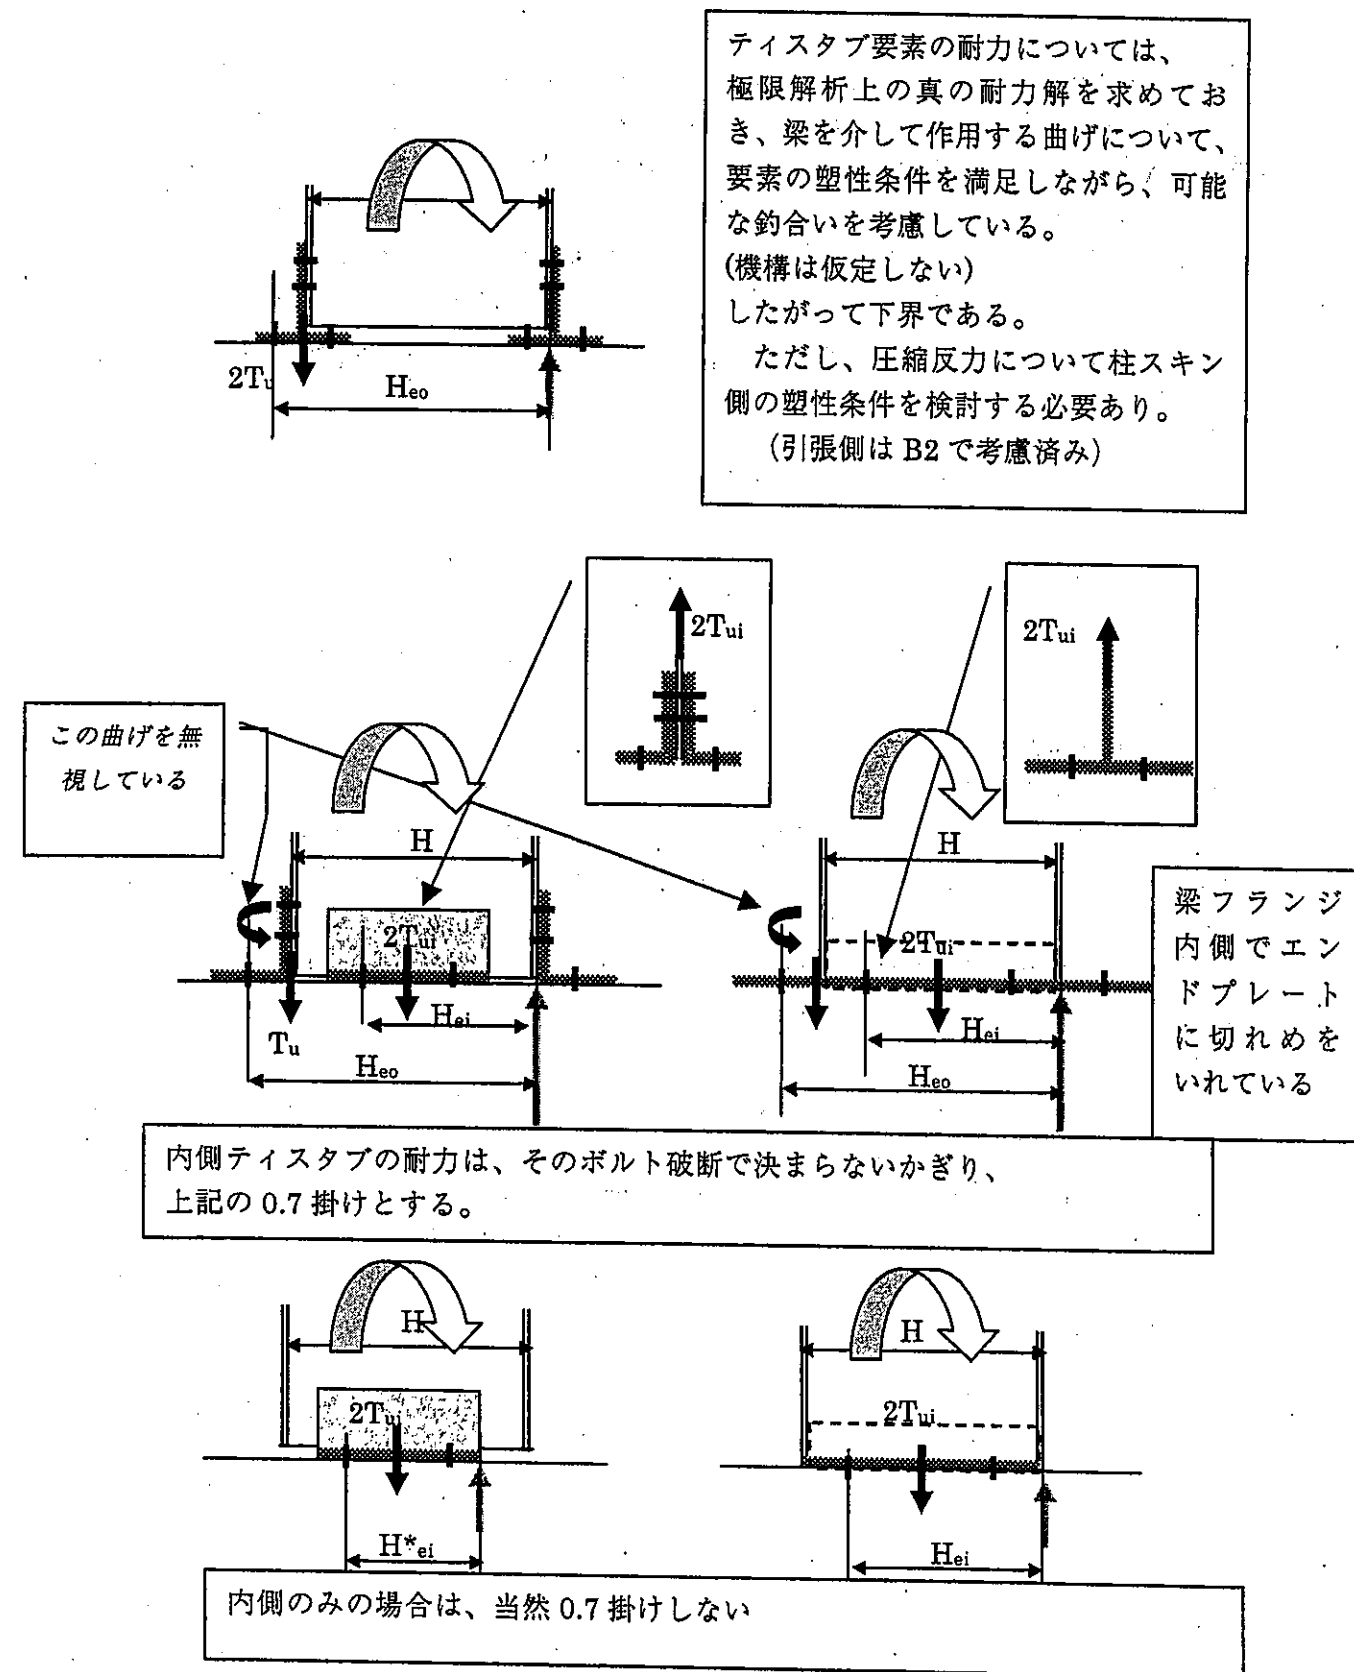 ティスタブ要素の耐力については、
極限解析上の真の耐力解を求めてお
き、梁を介して作用する曲げについて、
要素の塑性条件を満足しながら、可能
な釣合いを考慮している。
(機構は仮定しない)
したがって下界である。
ただし、圧縮反力について柱スキン
側の塑性条件を検討する必要あり。
（引張側は B2 で考慮済み）
2Tu
Heo
2Tui
2Tui
この曲げを無
視している
H
2Tui
Hei
Tu
Heo
H
2Tui
Hei
Heo
梁フランジ
内側でエン
ドプレート
に切れめを
いれている
内側ティスタブの耐力は、そのボルト破断で決まらないかぎり、
上記の 0.7 掛けとする。
H
2Tui
H*ei
H
2Tui
Hei
内側のみの場合は、当然 0.7 掛けしない